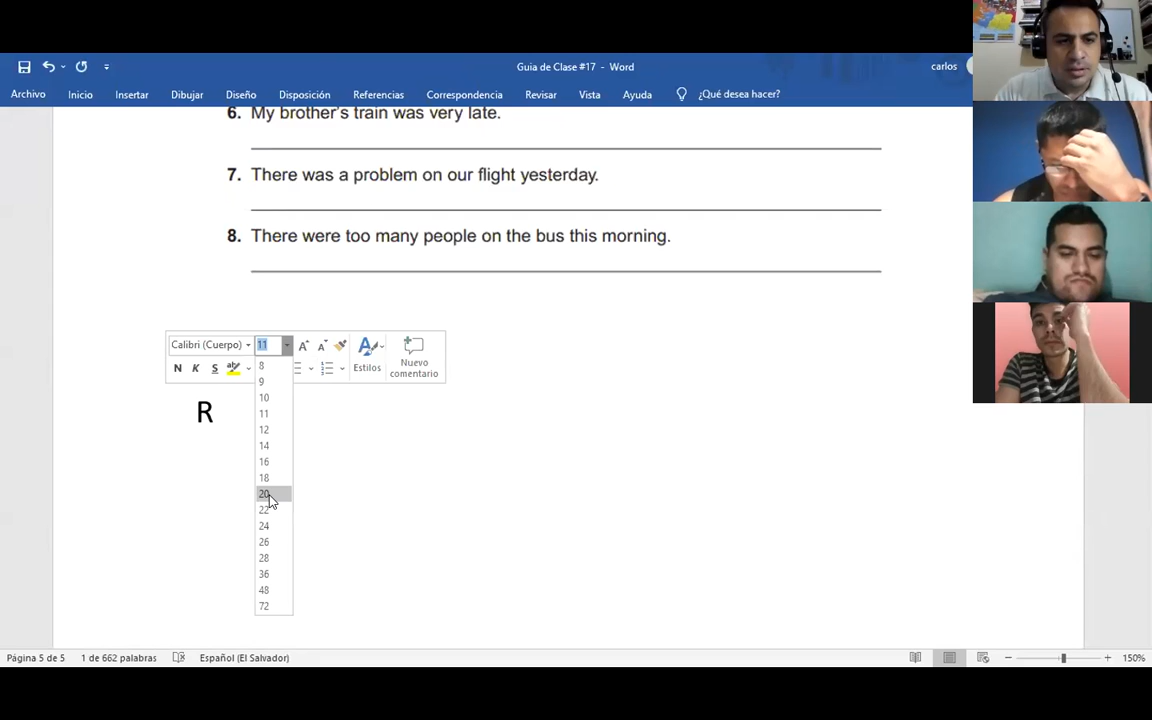 Guia de Clase #17 - Word
carlos
Archivo Inicio Insertar Dibujar Diseño Disposición Referencias Correspondencia Revisar Vista Ayuda ¿Qué desea hacer?
6. My brother's train was very late.
7. There was a problem on our flight yesterday.
8. There were too many people on the bus this morning.
Calibri (Cuerpo) 11 A A A
N K S aby Estilos Nuevo comentario
8
9
10
11
12
14
16
18
20
22
24
26
28
36
48
72
R
Página 5 de 5 1 de 662 palabras Español (El Salvador) 150%